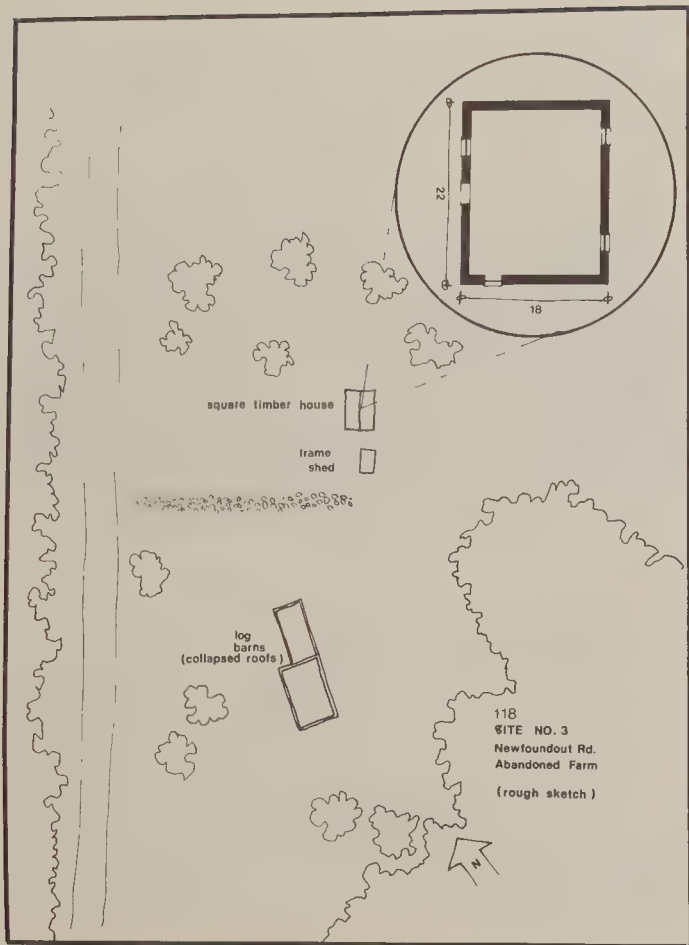 22
18
square timber house
frame
shed
log
barns
(collapsed roofs)
118
SITE NO. 3
Newfoundout Rd.
Abandoned Farm
(rough sketch)
N